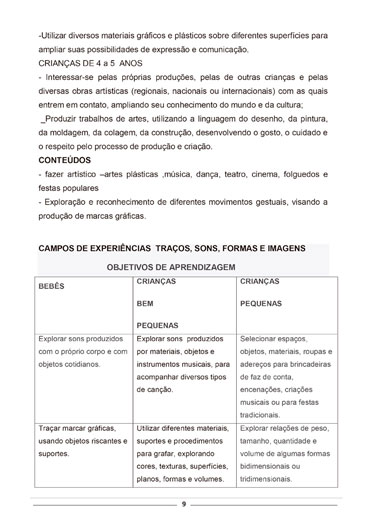 -Utilizar diversos materiais gráficos e plásticos sobre diferentes superfícies para
ampliar suas possibilidades de expressão e comunicação.
CRIANÇAS DE 4 a 5  ANOS
- Interessar-se pelas próprias produções, pelas de outras crianças e pelas
diversas obras artísticas (regionais, nacionais ou internacionais) com as quais
entrem em contato, ampliando seu conhecimento do mundo e da cultura;
_Produzir trabalhos de artes, utilizando a linguagem do desenho, da pintura,
da moldagem, da colagem, da construção, desenvolvendo o gosto, o cuidado e
o respeito pelo processo de produção e criação.
CONTEÚDOS
- fazer artístico –artes plásticas ,música, dança, teatro, cinema, folguedos e
festas populares
- Exploração e reconhecimento de diferentes movimentos gestuais, visando a
produção de marcas gráficas.
CAMPOS DE EXPERIÊNCIAS  TRAÇOS, SONS, FORMAS E IMAGENS
OBJETIVOS DE APRENDIZAGEM
BEBÊS
CRIANÇAS
BEM
PEQUENAS
CRIANÇAS
PEQUENAS
Explorar sons produzidos
com o próprio corpo e com
objetos cotidianos.
Explorar sons  produzidos
por materiais, objetos e
instrumentos musicais, para
acompanhar diversos tipos
de canção.
Selecionar espaços,
objetos, materiais, roupas e
adereços para brincadeiras
de faz de conta,
encenações, criações
musicais ou para festas
tradicionais.
Traçar marcar gráficas,
usando objetos riscantes e
suportes.
Utilizar diferentes materiais,
suportes e procedimentos
para grafar, explorando
cores, texturas, superfícies,
planos, formas e volumes.
Explorar relações de peso,
tamanho, quantidade e
volume de algumas formas
bidimensionais ou
tridimensionais.
9